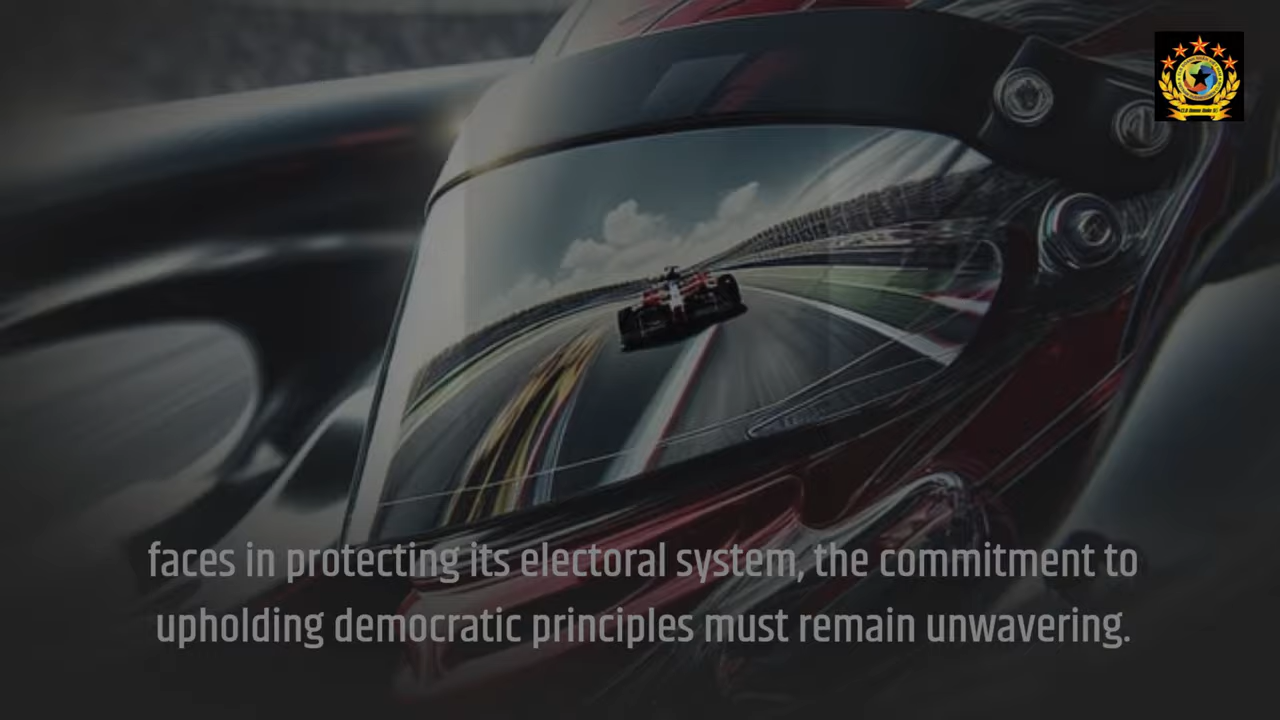 faces in protecting its electoral system, the commitment to
upholding democratic principles must remain unwavering.